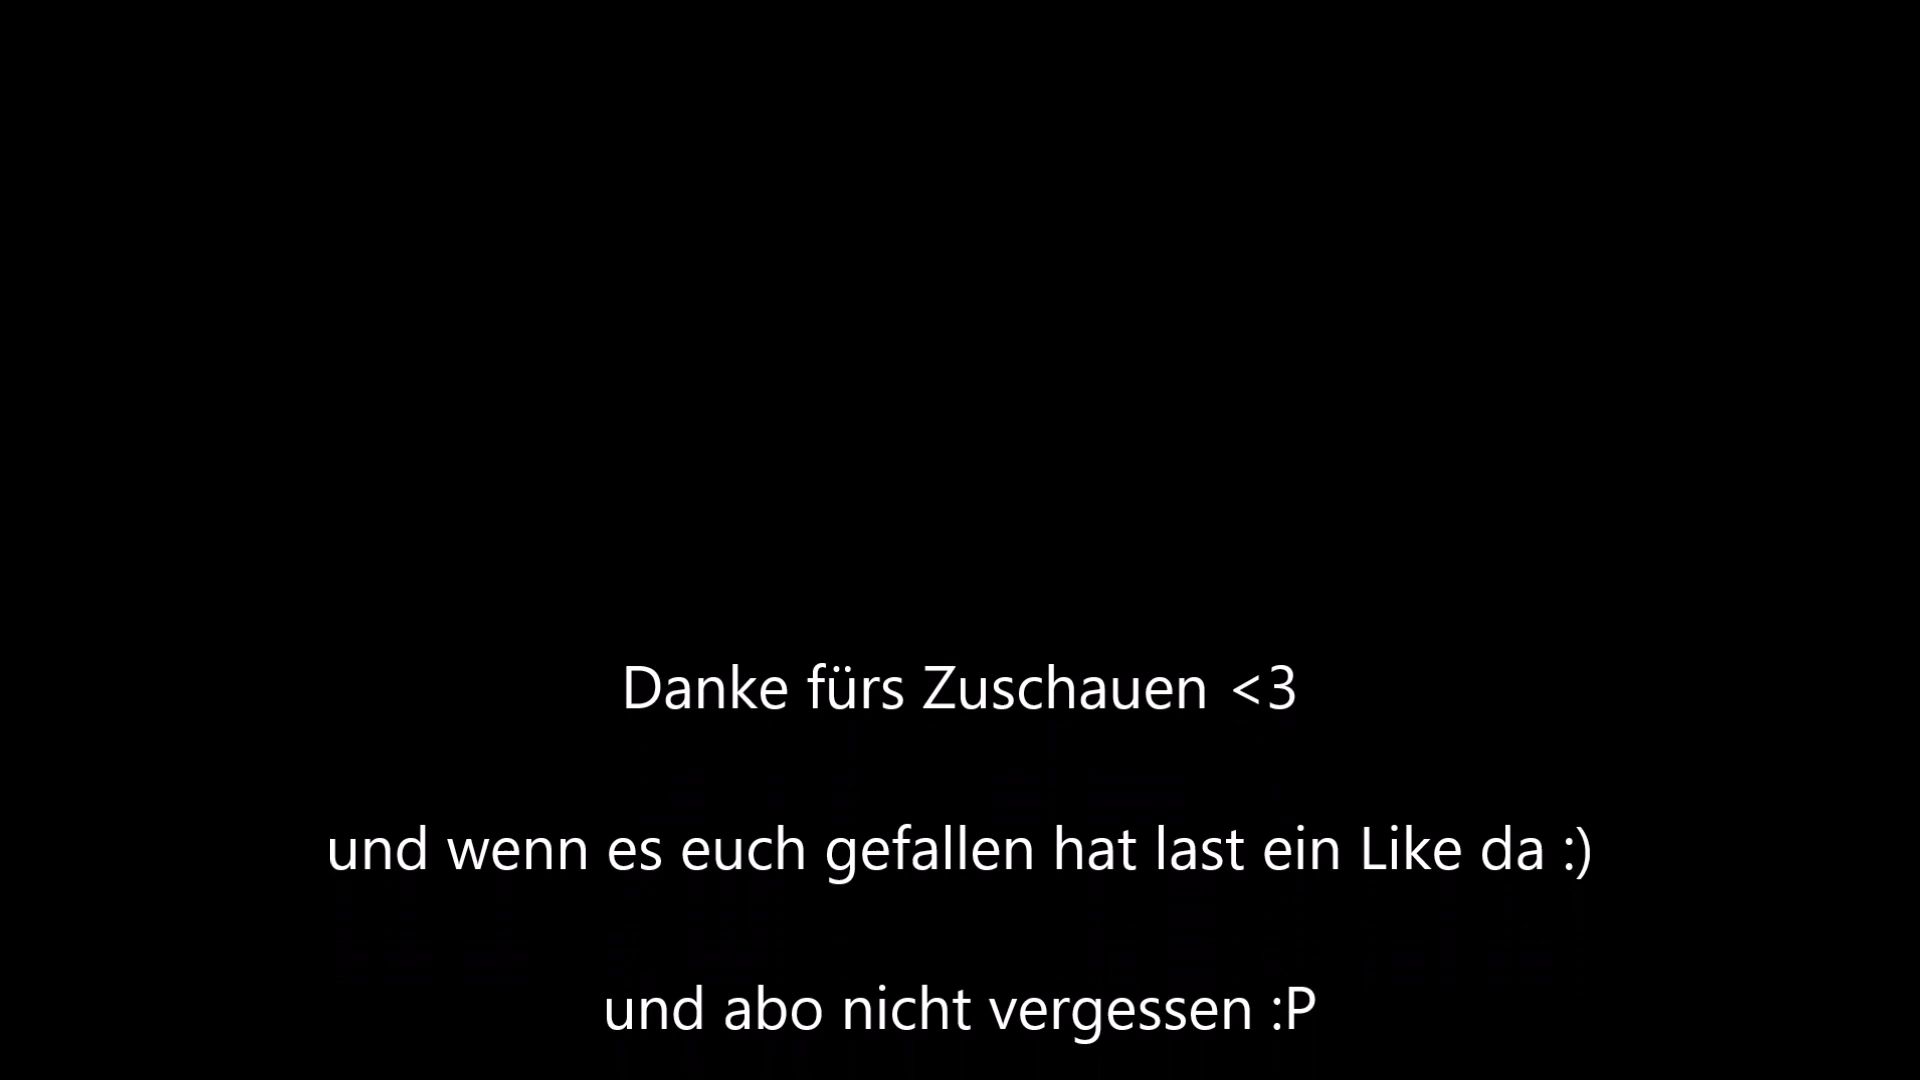 Danke fürs Zuschauen <3
und wenn es euch gefallen hat last ein Like da :)
und abo nicht vergessen :P